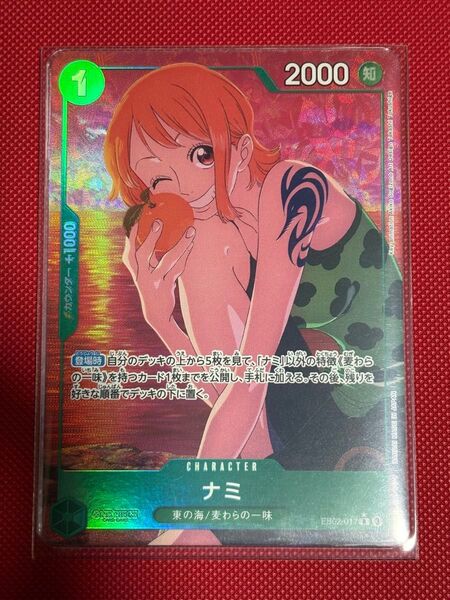 1
2000 知
カウンター +1000
登場時 自分のデッキの上から5枚を見て、「ナミ」以外の特徴《麦わら
の一味》を持つカード1枚までを公開し、手札に加える。その後、残りを
好きな順番でデッキの下に置く。
CHARACTER
ナミ
東の海/麦わらの一味
EB02-017 R